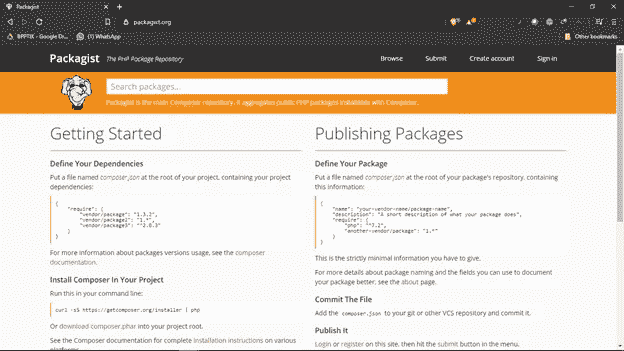 Packagist
packagist.org
BPPTIK - Google Dr...
(1) WhatsApp
Other bookmarks
Packagist The PHP Package Repository
Browse
Submit
Create account
Sign in
Search packages...
Packagist is the main Composer repository. It aggregates public PHP packages installable with Composer.
Getting Started
Define Your Dependencies
Put a file named composer.json at the root of your project, containing your project
dependencies:
{
"require": {
"vendor/package": "1.3.2",
"vendor/package2": "1.*",
"vendor/package3": "^2.0.3"
}
}
For more information about packages versions usage, see the composer
documentation.
Install Composer In Your Project
Run this in your command line:
curl -sS https://getcomposer.org/installer | php
Or download composer.phar into your project root.
See the Composer documentation for complete installation instructions on various
platforms.
Publishing Packages
Define Your Package
Put a file named composer.json at the root of your package's repository, containing
this information:
{
"name": "your-vendor-name/package-name",
"description": "A short description of what your package does",
"require": {
"php": "^7.2",
"another-vendor/package": "1.*"
}
}
This is the strictly minimal information you have to give.
For more details about package naming and the fields you can use to document
your package better, see the about page.
Commit The File
Add the composer.json to your git or other VCS repository and commit it.
Publish It
Login or register on this site, then hit the submit button in the menu.